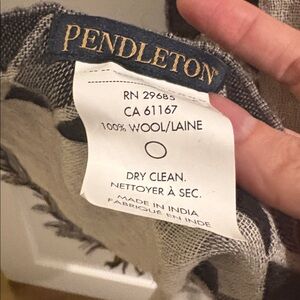 PENDLETON®
RN 29685
CA 61167
100% WOOL/LAINE
DRY CLEAN.
NETTOYER À SEC.
MADE IN INDIA
FABRIQUÉ EN INDE